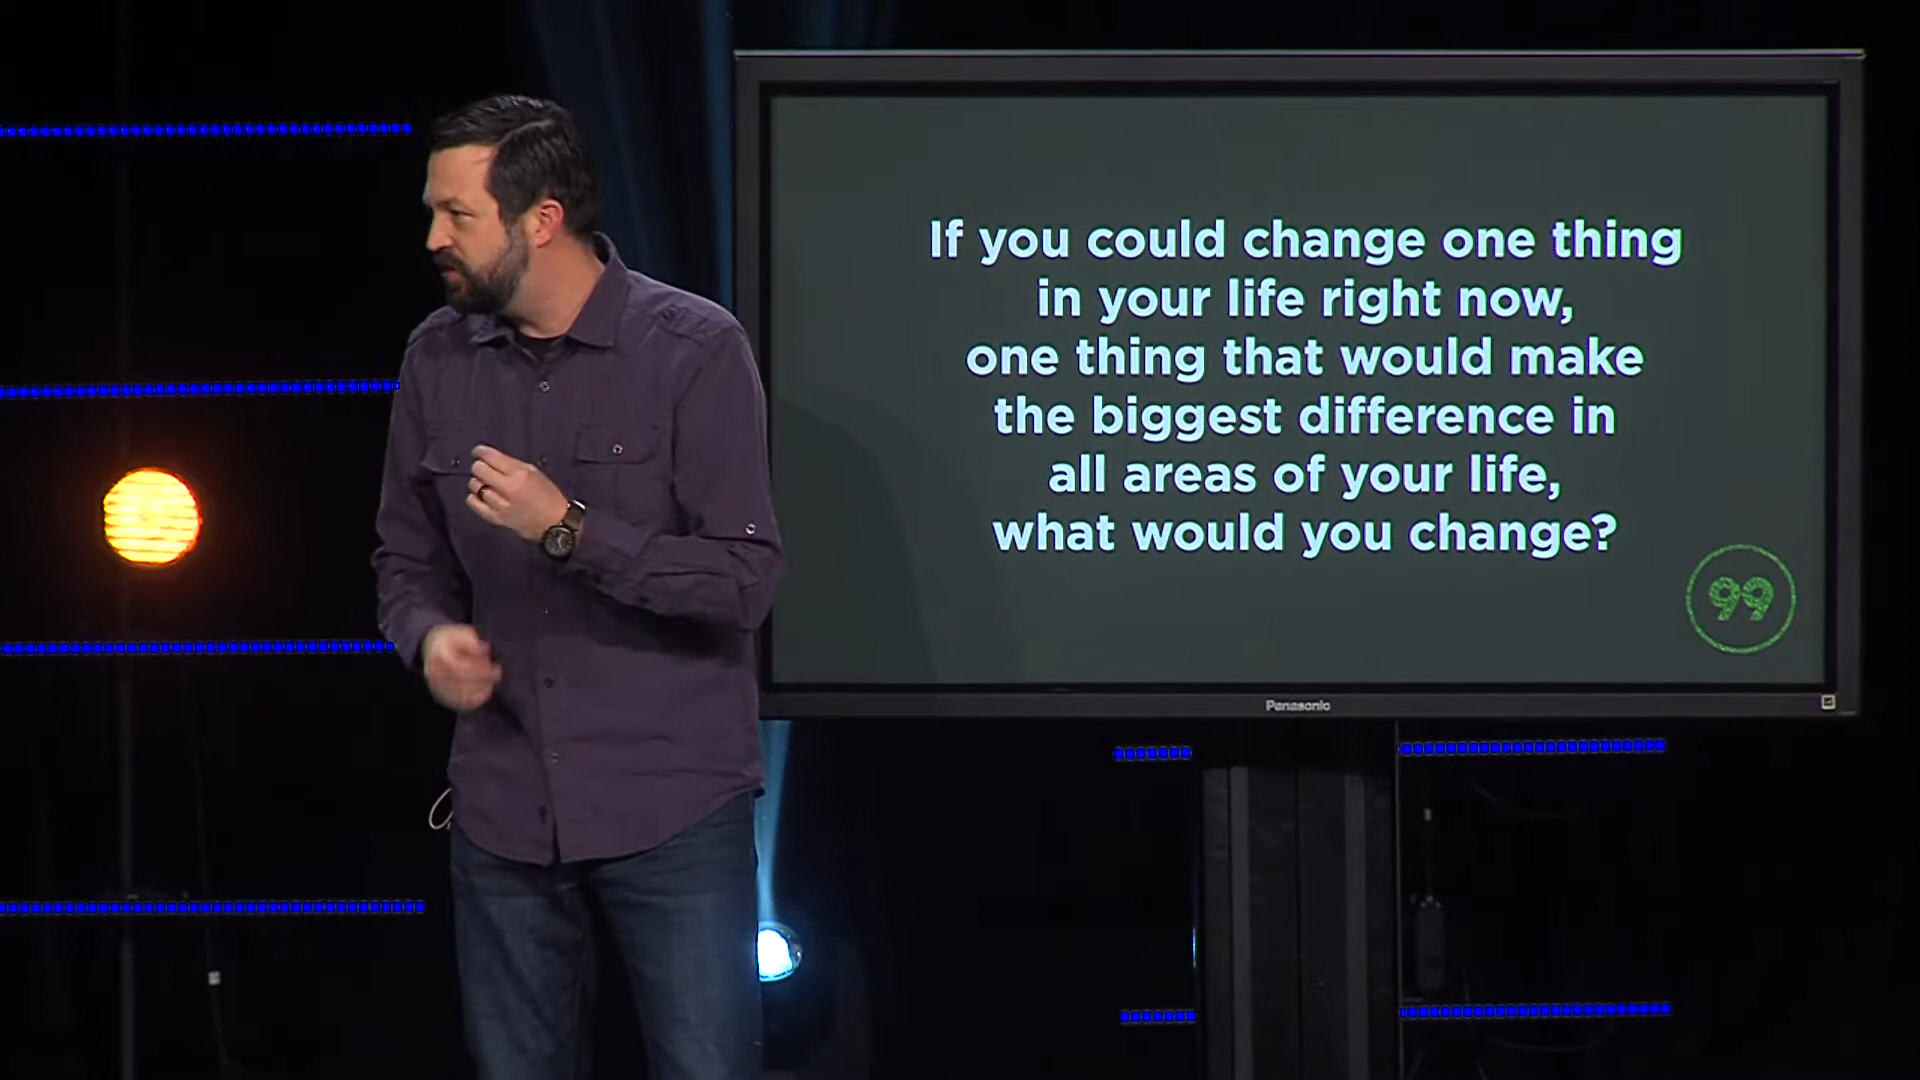 If you could change one thing
in your life right now,
one thing that would make
the biggest difference in
all areas of your life,
what would you change?
99
Panasonic